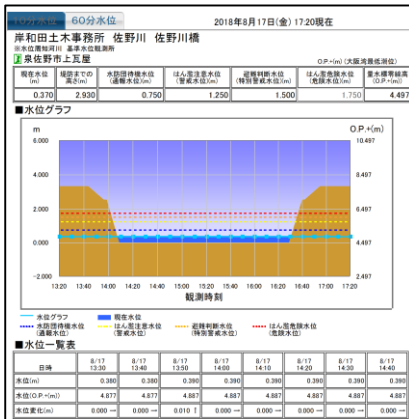 10分水位 60分水位 2018年8月17日(金) 17:20現在
岸和田土木事務所 佐野川 佐野川橋
※水位周知河川 基準水位観測所
泉佐野市上瓦屋 O.P.+(m) (大阪湾最低潮位)
現在水位(m) 堤防までの高さ(m) 水防団待機水位(通報水位)(m) はん濫注意水位(警戒水位)(m) 避難判断水位(特別警戒水位)(m) はん濫危険水位(危険水位)(m) 量水標零線高(O.P.+(m))
0.370 2.930 0.750 1.250 1.500 1.750 4.497
■水位グラフ
m O.P.+(m)
6.000 10.497
4.000 8.497
2.000 6.497
0.000 4.497
-2.000 2.497
13:20 13:40 14:00 14:20 14:40 15:00 15:20 15:40 16:00 16:20 16:40 17:00 17:20
観測時刻
水位グラフ 現在水位
水防団待機水位(通報水位) はん濫注意水位(警戒水位) 避難判断水位(特別警戒水位) はん濫危険水位(危険水位)
■水位一覧表
日時 8/17 13:30 8/17 13:40 8/17 13:50 8/17 14:00 8/17 14:10 8/17 14:20 8/17 14:30 8/17 14:40
水位(m) 0.380 0.380 0.390 0.390 0.390 0.390 0.390 0.390
水位(O.P.+(m)) 4.877 4.877 4.887 4.887 4.887 4.887 4.887 4.887
水位変化(m) 0.000 → 0.000 → 0.010 ↑ 0.000 → 0.000 → 0.000 → 0.000 → 0.000 →